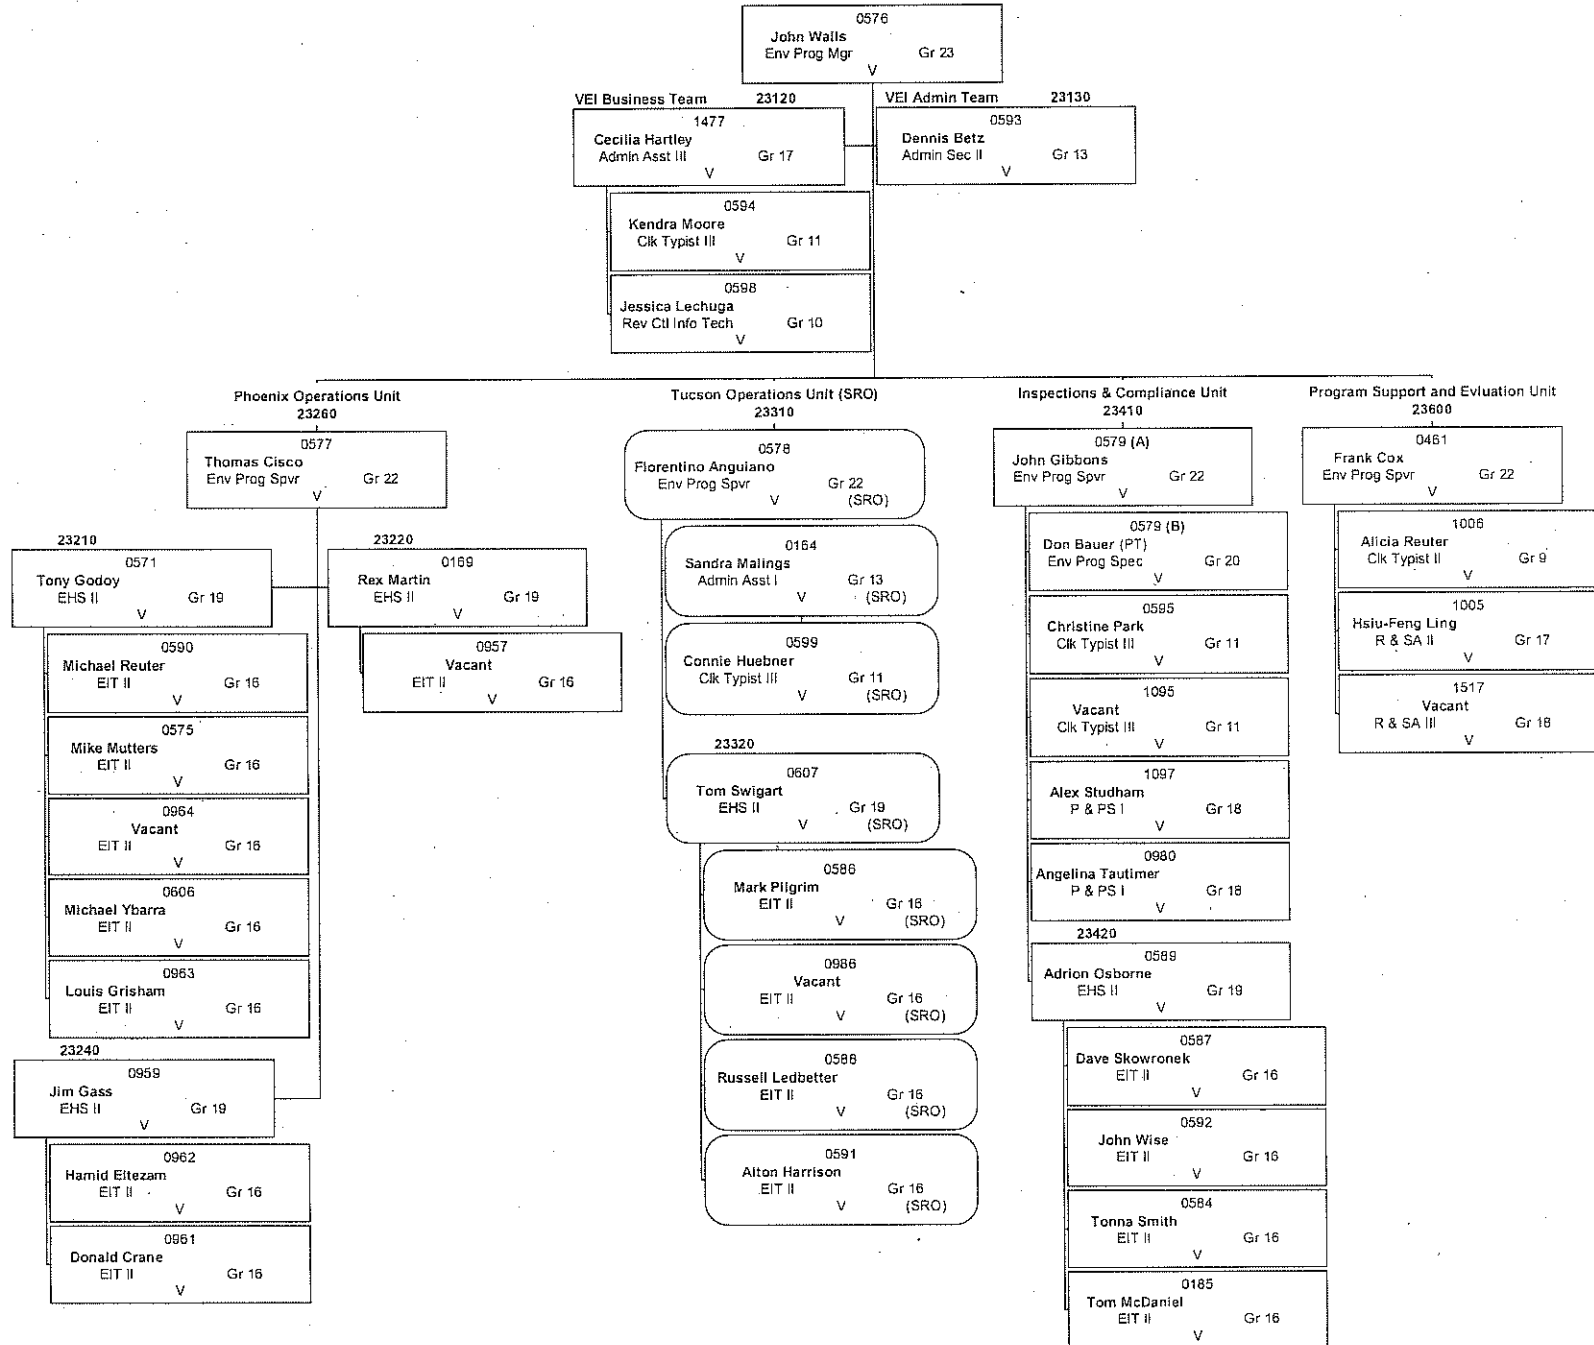 0576
John Walls
Env Prog Mgr Gr 23
V
VEI Business Team 23120
1477
Cecilia Hartley
Admin Asst III Gr 17
V
VEI Admin Team 23130
0593
Dennis Betz
Admin Sec II Gr 13
V
0594
Kendra Moore
Clk Typist III Gr 11
V
0598
Jessica Lechuga
Rev Ctl Info Tech Gr 10
V
Phoenix Operations Unit
23260
0577
Thomas Cisco
Env Prog Spvr Gr 22
V
23210
0571
Tony Godoy
EHS II Gr 19
V
23220
0169
Rex Martin
EHS II Gr 19
V
0957
Vacant
EIT II Gr 16
V
0590
Michael Reuter
EIT II Gr 16
V
0575
Mike Mutters
EIT II Gr 16
V
0964
Vacant
EIT II Gr 16
V
0606
Michael Ybarra
EIT II Gr 16
V
0963
Louis Grisham
EIT II Gr 16
V
23240
0959
Jim Gass
EHS II Gr 19
V
0962
Hamid Eltezam
EIT II Gr 16
V
0961
Donald Crane
EIT II Gr 16
V
Tucson Operations Unit (SRO)
23310
0578
Florentino Anguiano
Env Prog Spvr Gr 22
V (SRO)
0164
Sandra Malings
Admin Asst I Gr 13
V (SRO)
0599
Connie Huebner
Clk Typist III Gr 11
V (SRO)
23320
0607
Tom Swigart
EHS II Gr 19
V (SRO)
0586
Mark Pilgrim
EIT II Gr 16
V (SRO)
0986
Vacant
EIT II Gr 16
V (SRO)
0588
Russell Ledbetter
EIT II Gr 16
V (SRO)
0591
Alton Harrison
EIT II Gr 16
V (SRO)
Inspections & Compliance Unit
23410
0579 (A)
John Gibbons
Env Prog Spvr Gr 22
V
0579 (B)
Don Bauer (PT)
Env Prog Spec Gr 20
V
0595
Christine Park
Clk Typist III Gr 11
V
1095
Vacant
Clk Typist III Gr 11
V
1097
Alex Studham
P & PS I Gr 18
V
0980
Angelina Tautimer
P & PS I Gr 18
V
23420
0589
Adrion Osborne
EHS II Gr 19
V
0587
Dave Skowronek
EIT II Gr 16
V
0592
John Wise
EIT II Gr 16
V
0584
Tonna Smith
EIT II Gr 16
V
0185
Tom McDaniel
EIT II Gr 16
V
Program Support and Evluation Unit
23600
0461
Frank Cox
Env Prog Spvr Gr 22
V
1006
Alicia Reuter
Clk Typist II Gr 9
V
1005
Hsiu-Feng Ling
R & SA II Gr 17
V
1517
Vacant
R & SA III Gr 18
V